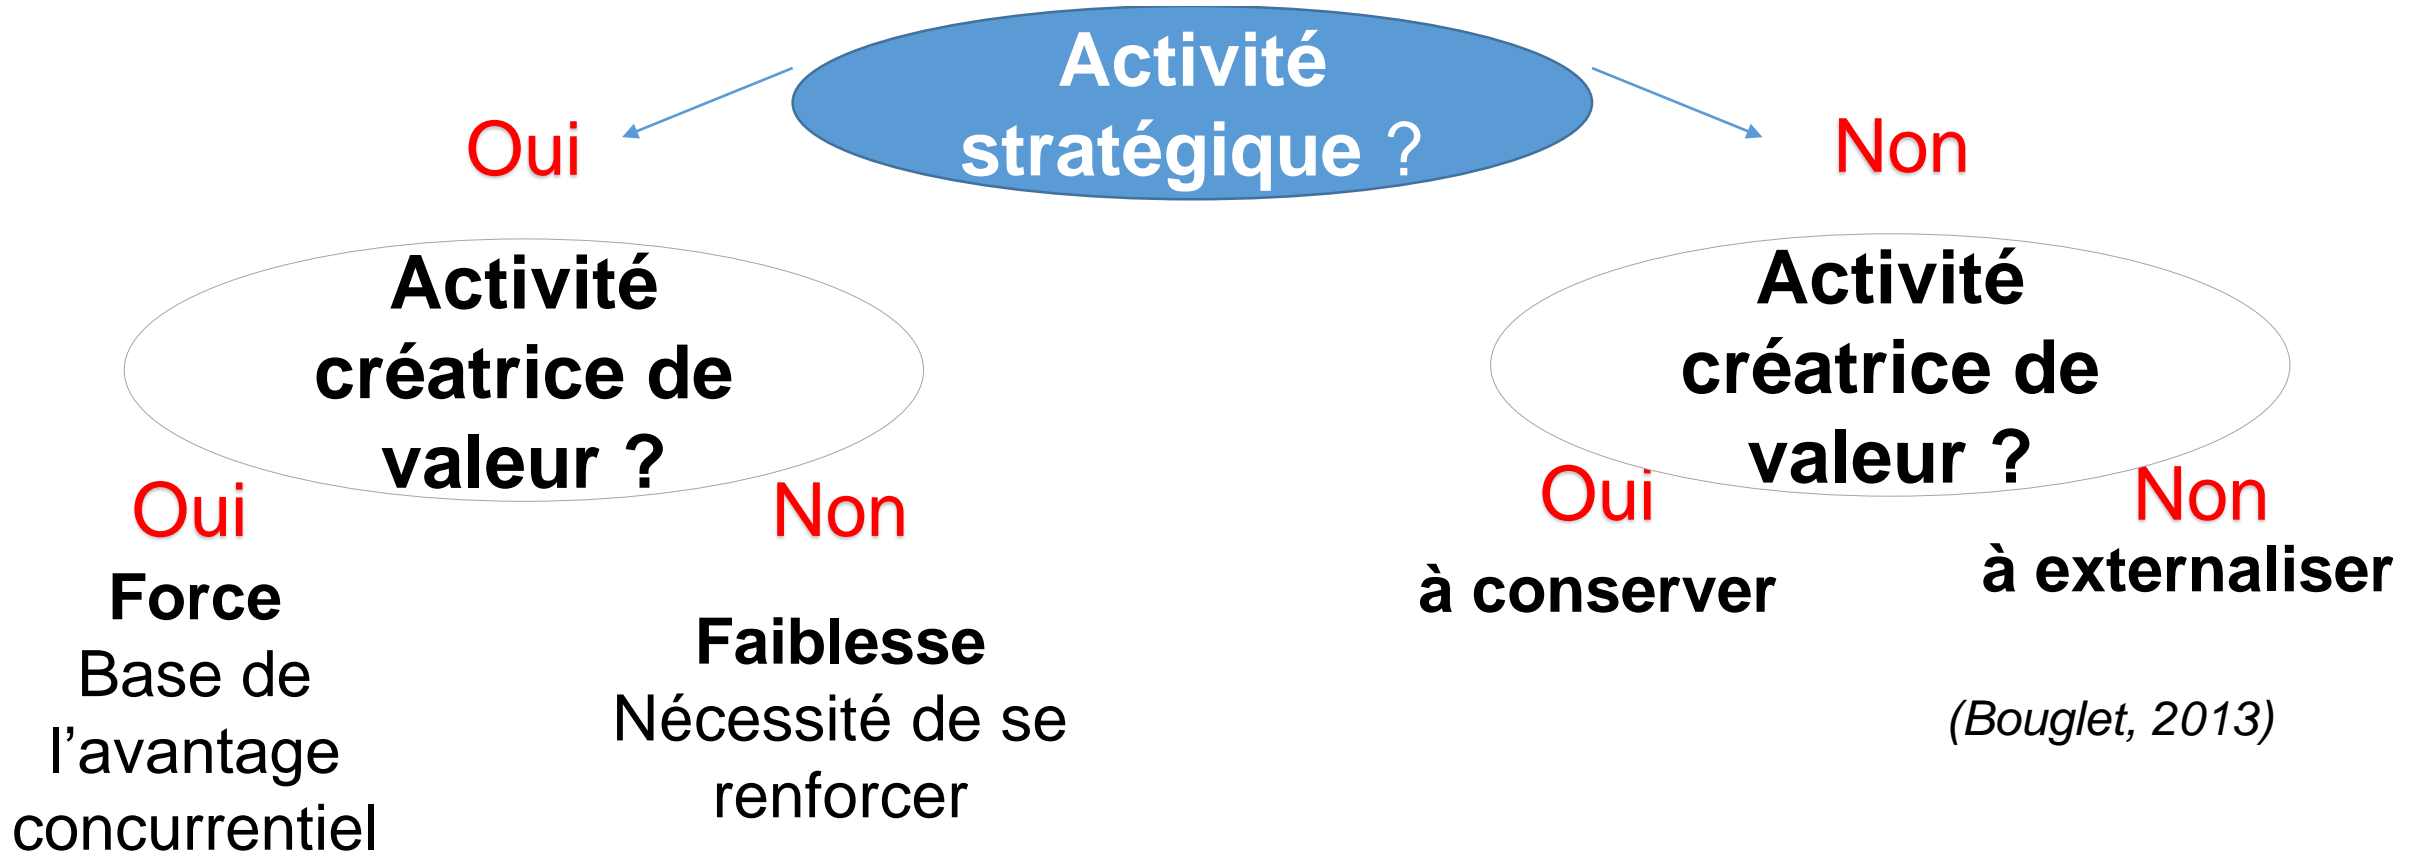 Activité
stratégique ?
Oui
Non
Activité
créatrice de
valeur ?
Activité
créatrice de
valeur ?
Oui
Non
Oui
Non
Force
Base de
l’avantage
concurrentiel
Faiblesse
Nécessité de se
renforcer
à conserver
à externaliser
(Bouglet, 2013)